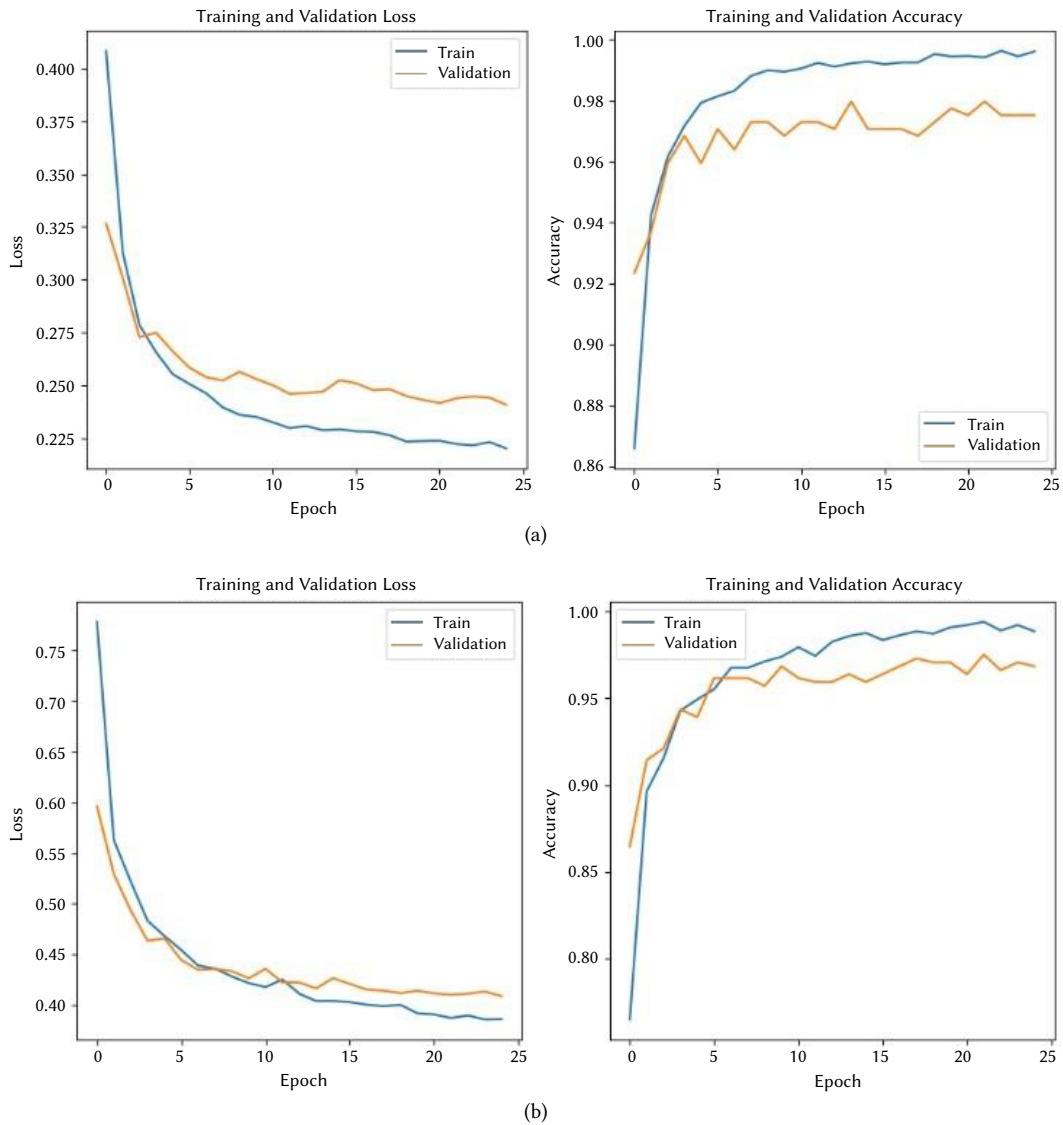 Training and Validation Loss
Train
Validation
0.400
0.375
0.350
0.325
0.300
0.275
0.250
0.225
Loss
0 5 10 15 20 25
Epoch
Training and Validation Accuracy
1.00
0.98
0.96
0.94
0.92
0.90
0.88
0.86
Accuracy
Train
Validation
0 5 10 15 20 25
Epoch
(a)
Training and Validation Loss
Train
Validation
0.75
0.70
0.65
0.60
0.55
0.50
0.45
0.40
Loss
0 5 10 15 20 25
Epoch
Training and Validation Accuracy
Train
Validation
1.00
0.95
0.90
0.85
0.80
Accuracy
0 5 10 15 20 25
Epoch
(b)